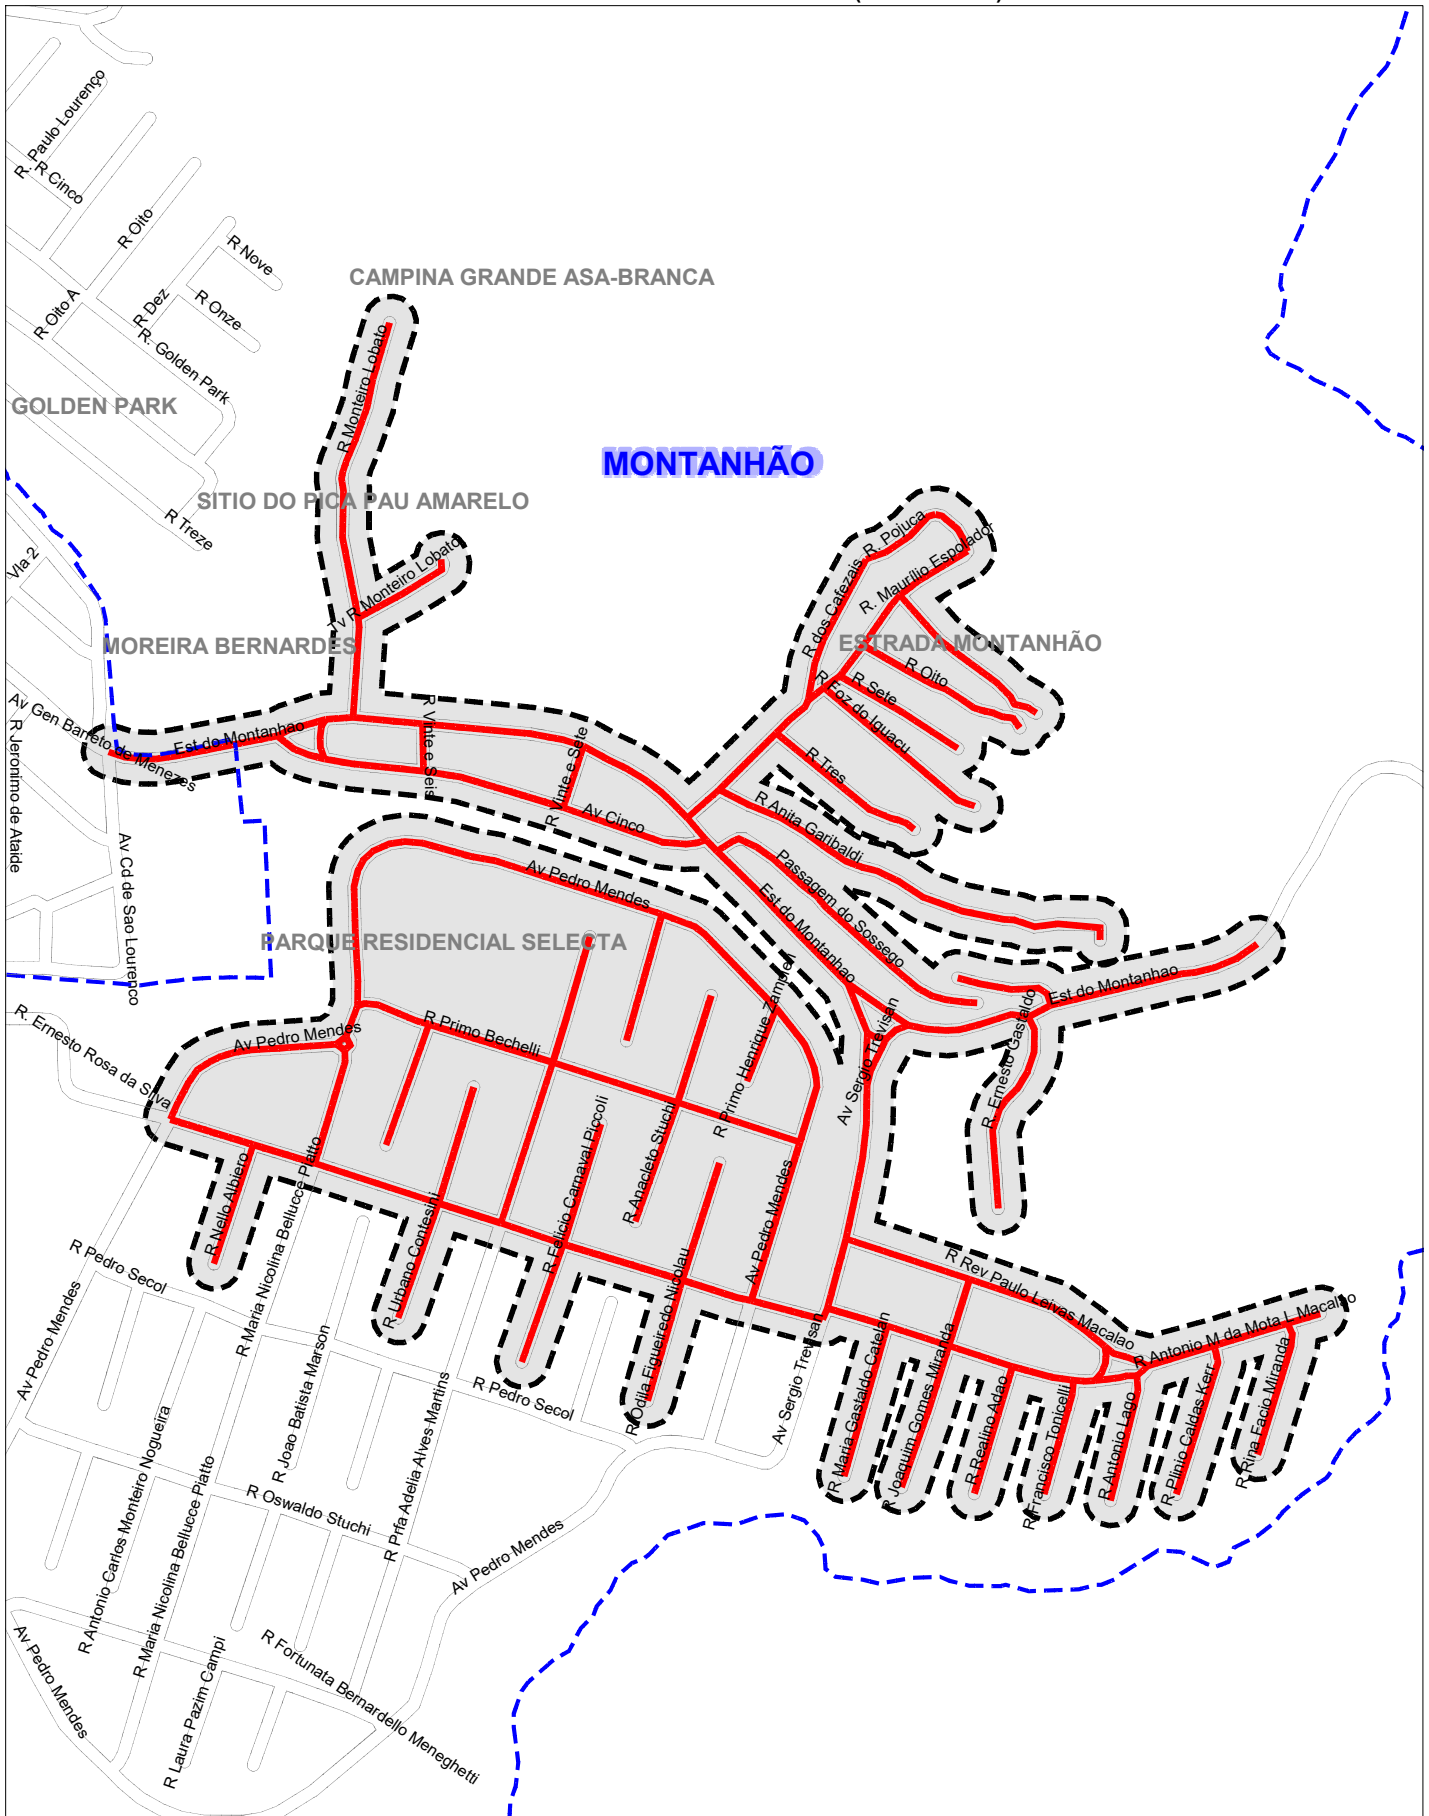 R. Paulo Lourenço
R Cinco
R Oito
R Nove
R Onze
R Dez
R Oito A
R. Golden Park
CAMPINA GRANDE ASA-BRANCA
R Monteiro Lobato
GOLDEN PARK
MONTANHÃO
SITIO DO PICA PAU AMARELO
R Treze
R. Pojuca
R. Maurílio Espolador
R dos Cafezais
Vla 2
Tv R Monteiro Lobato
MOREIRA BERNARDES
ESTRADA MONTANHÃO
R Oito
R Sete
R Foz do Iguacu
Av Gen Barreto de Menezes
R Jeronimo de Ataide
Est do Montanhao
R Vinte e Seis
R Vinte e Sete
R Tres
Av Cinco
R Anita Garibaldi
Av Cd de Sao Lourenco
Passagem do Sossego
Av Pedro Mendes
Est do Montanhao
PARQUE RESIDENCIAL SELECTA
Est do Montanhao
R. Ernesto Rosa da Silva
Av Pedro Mendes
R Primo Bechelli
R Primo Henrique Zampieri
Av Sergio Trevisan
R. Ernesto Gastaldo
R Nello Albiero
R Maria Nicolina Bellucce Piatto
R Urbano Contesini
R Felicio Carnaval Piccoli
R Anacleto Stuchi
R Odila Figueiredo Nicolau
Av Pedro Mendes
R Pedro Secol
Av Pedro Mendes
R Joao Batista Marson
R Rev Paulo Leivas Macalao
R Antonio M da Mota L Macalao
R Pedro Secol
Av Sergio Trevisan
R Maria Gastaldo Catelan
R Joaquim Gomes Miranda
R Realino Adao
R Francisco Tonicelli
R Antonio Lago
R Plinio Caldas Kerr
R Rina Facio Miranda
R Antonio Carlos Monteiro Nogueira
R Maria Nicolina Bellucce Piatto
R Oswaldo Stuchi
R Prfa Adelia Alves Martins
Av Pedro Mendes
Av Pedro Mendes
R Laura Pazim Campi
R Fortunata Bernardello Meneghetti